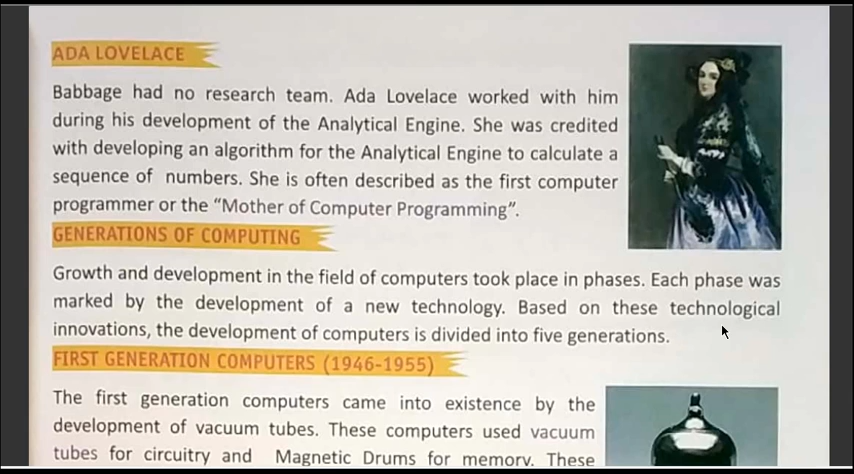 ADA LOVELACE
Babbage had no research team. Ada Lovelace worked with him
during his development of the Analytical Engine. She was credited
with developing an algorithm for the Analytical Engine to calculate a
sequence of numbers. She is often described as the first computer
programmer or the “Mother of Computer Programming”.
GENERATIONS OF COMPUTING
Growth and development in the field of computers took place in phases. Each phase was
marked by the development of a new technology. Based on these technological
innovations, the development of computers is divided into five generations.
FIRST GENERATION COMPUTERS (1946-1955)
The first generation computers came into existence by the
development of vacuum tubes. These computers used vacuum
tubes for circuitry and Magnetic Drums for memory. These